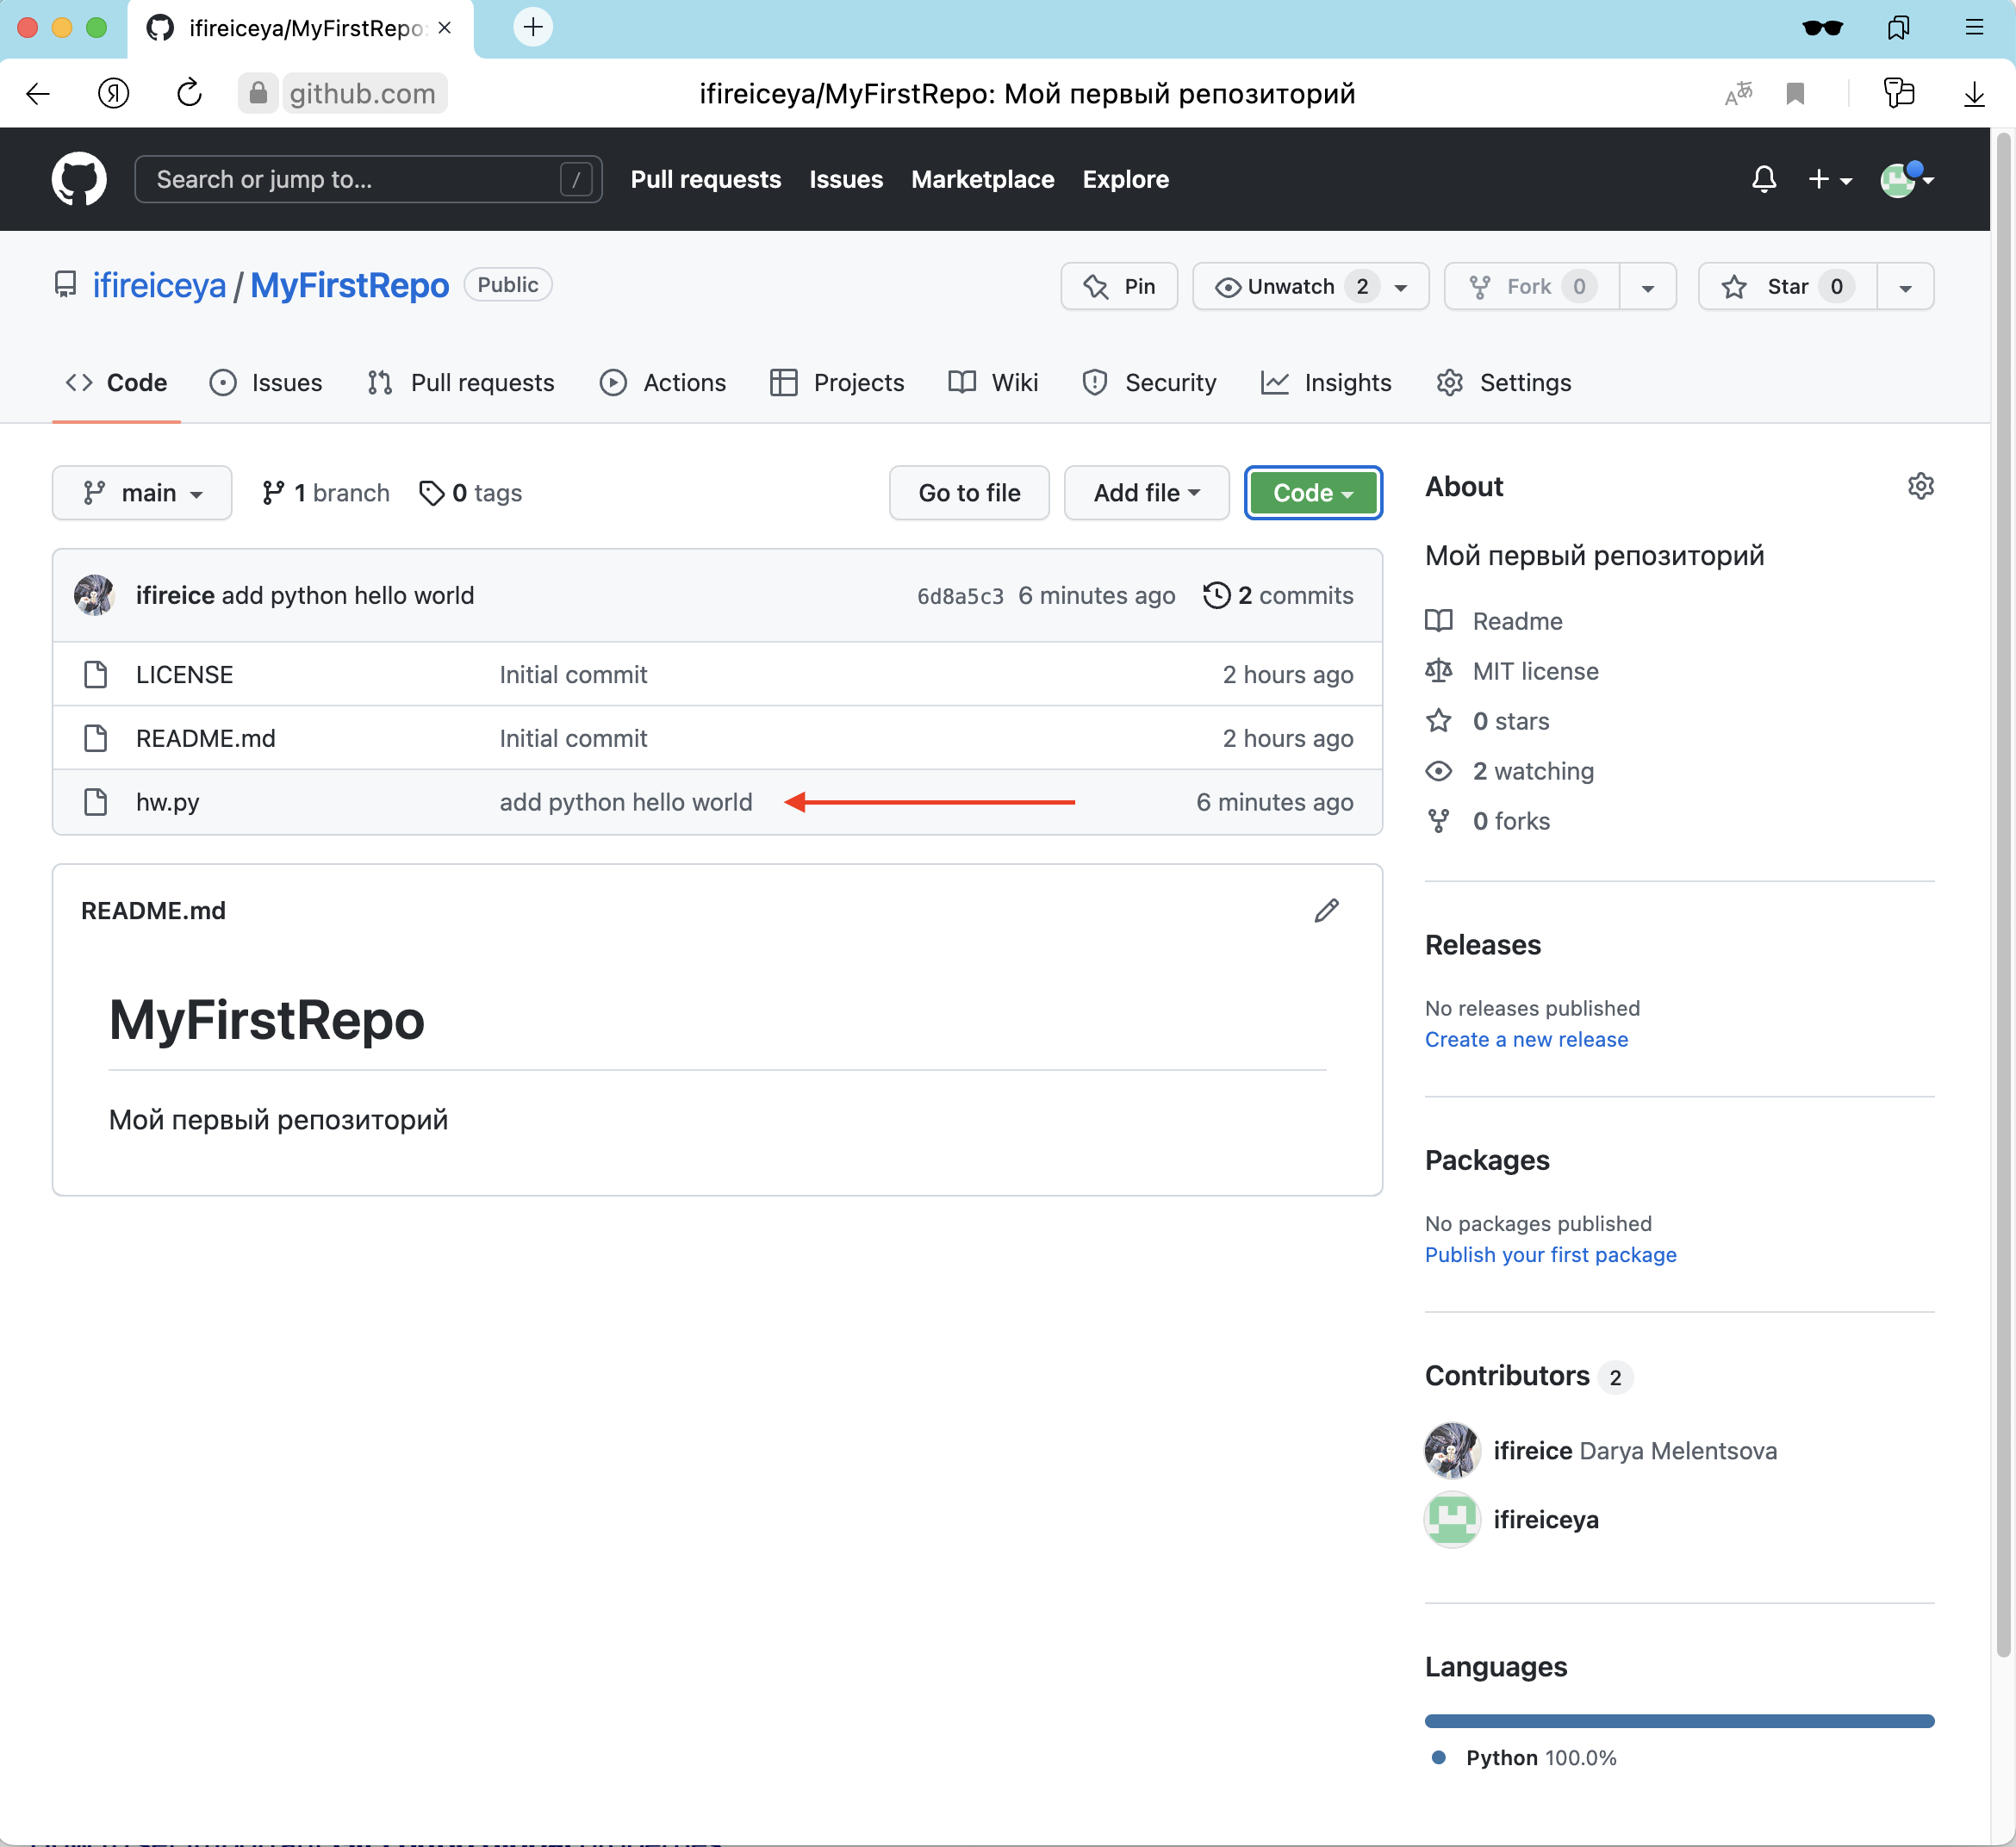 ifireiceya/MyFirstRepo:
github.com
ifireiceya/MyFirstRepo: Мой первый репозиторий
Search or jump to... /
Pull requests Issues Marketplace Explore
ifireiceya / MyFirstRepo Public
Pin Unwatch 2 Fork 0 Star 0
Code Issues Pull requests Actions Projects Wiki Security Insights Settings
main 1 branch 0 tags Go to file Add file Code
ifireice add python hello world 6d8a5c3 6 minutes ago 2 commits
LICENSE Initial commit 2 hours ago
README.md Initial commit 2 hours ago
hw.py add python hello world 6 minutes ago
README.md
MyFirstRepo
Мой первый репозиторий
About
Мой первый репозиторий
Readme
MIT license
0 stars
2 watching
0 forks
Releases
No releases published
Create a new release
Packages
No packages published
Publish your first package
Contributors 2
ifireice Darya Melentsova
ifireiceya
Languages
Python 100.0%